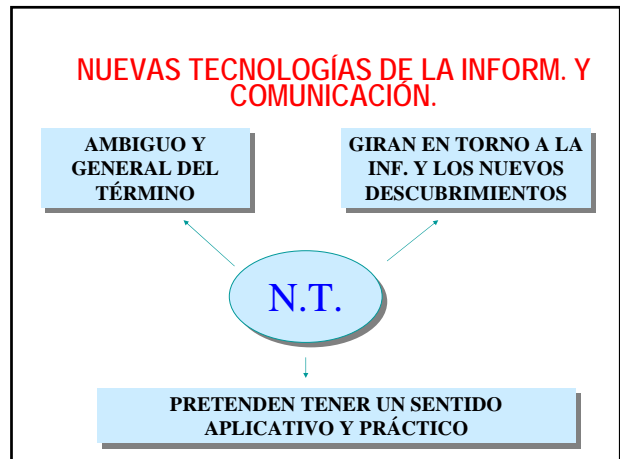 NUEVAS TECNOLOGÍAS DE LA INFORM. Y
COMUNICACIÓN.
AMBIGUO Y
GENERAL DEL
TÉRMINO
GIRAN EN TORNO A LA
INF. Y LOS NUEVOS
DESCUBRIMIENTOS
N.T.
PRETENDEN TENER UN SENTIDO
APLICATIVO Y PRÁCTICO